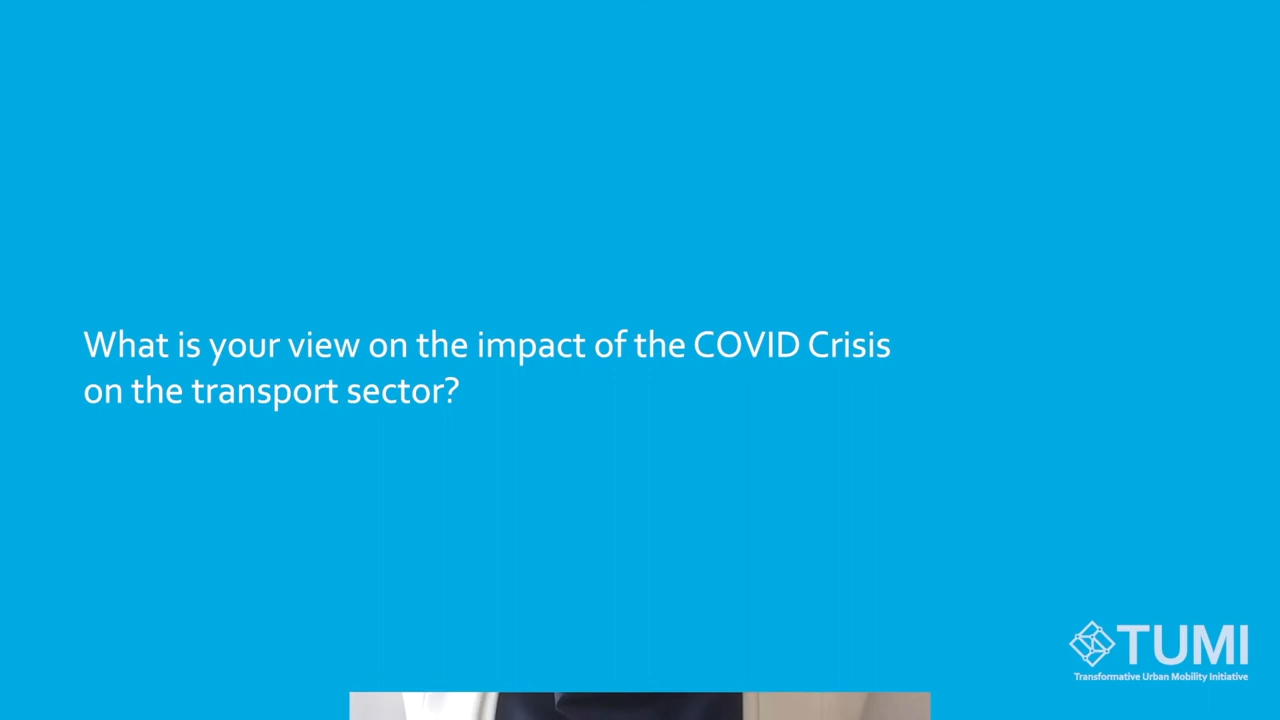 What is your view on the impact of the COVID Crisis
on the transport sector?
TUMI
Transformative Urban Mobility Initiative